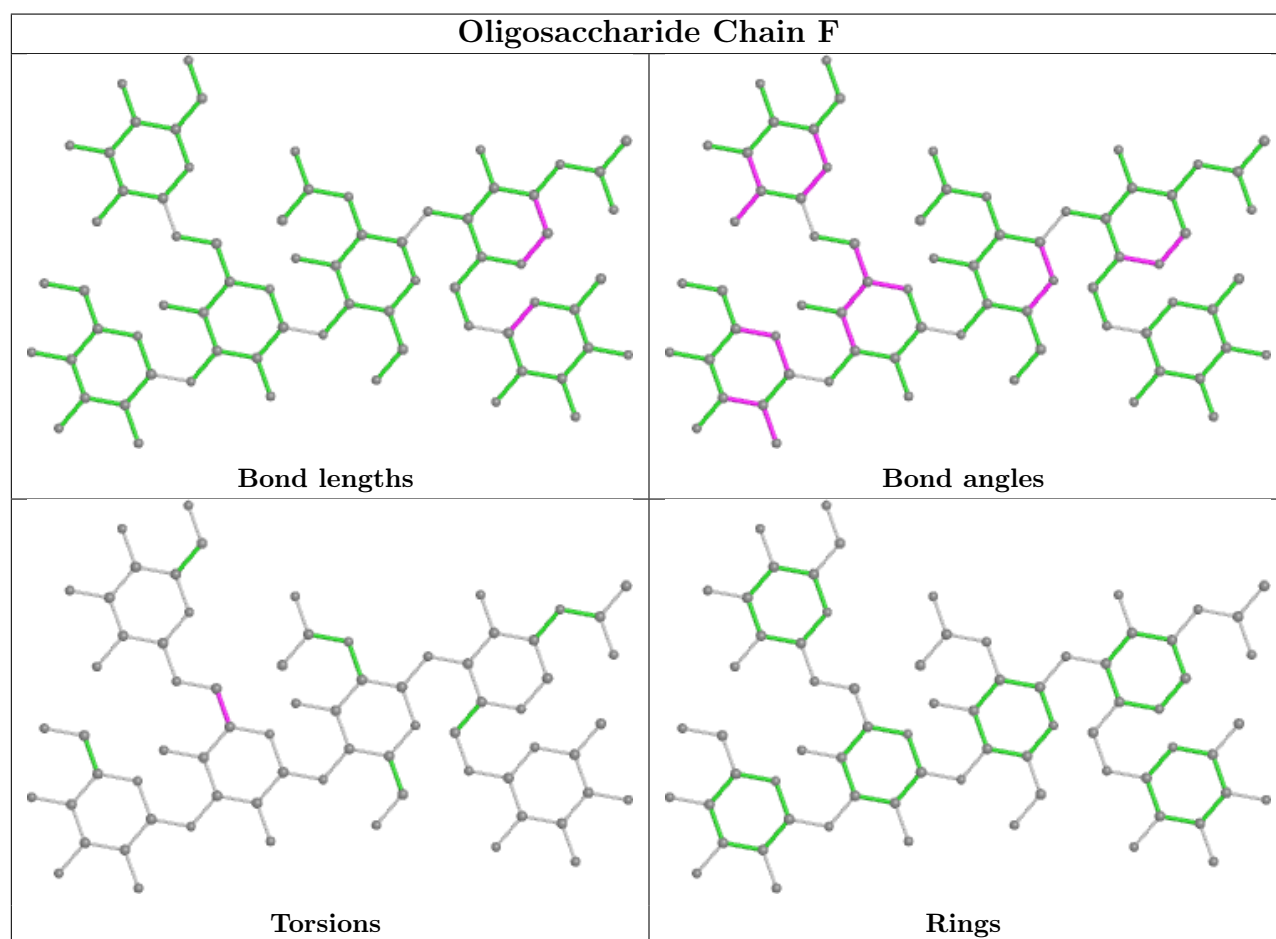 Oligosaccharide Chain F
Bond lengths
Bond angles
Torsions
Rings